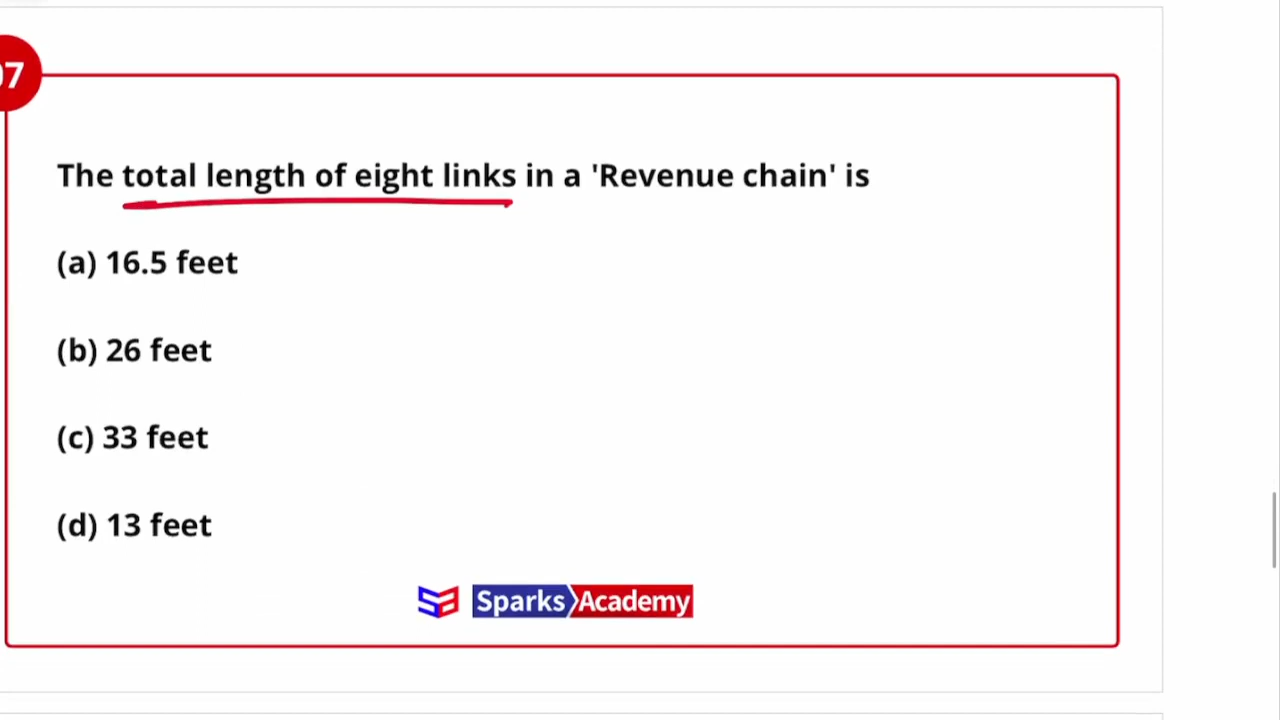 07
The total length of eight links in a 'Revenue chain' is
(a) 16.5 feet
(b) 26 feet
(c) 33 feet
(d) 13 feet
Sparks Academy